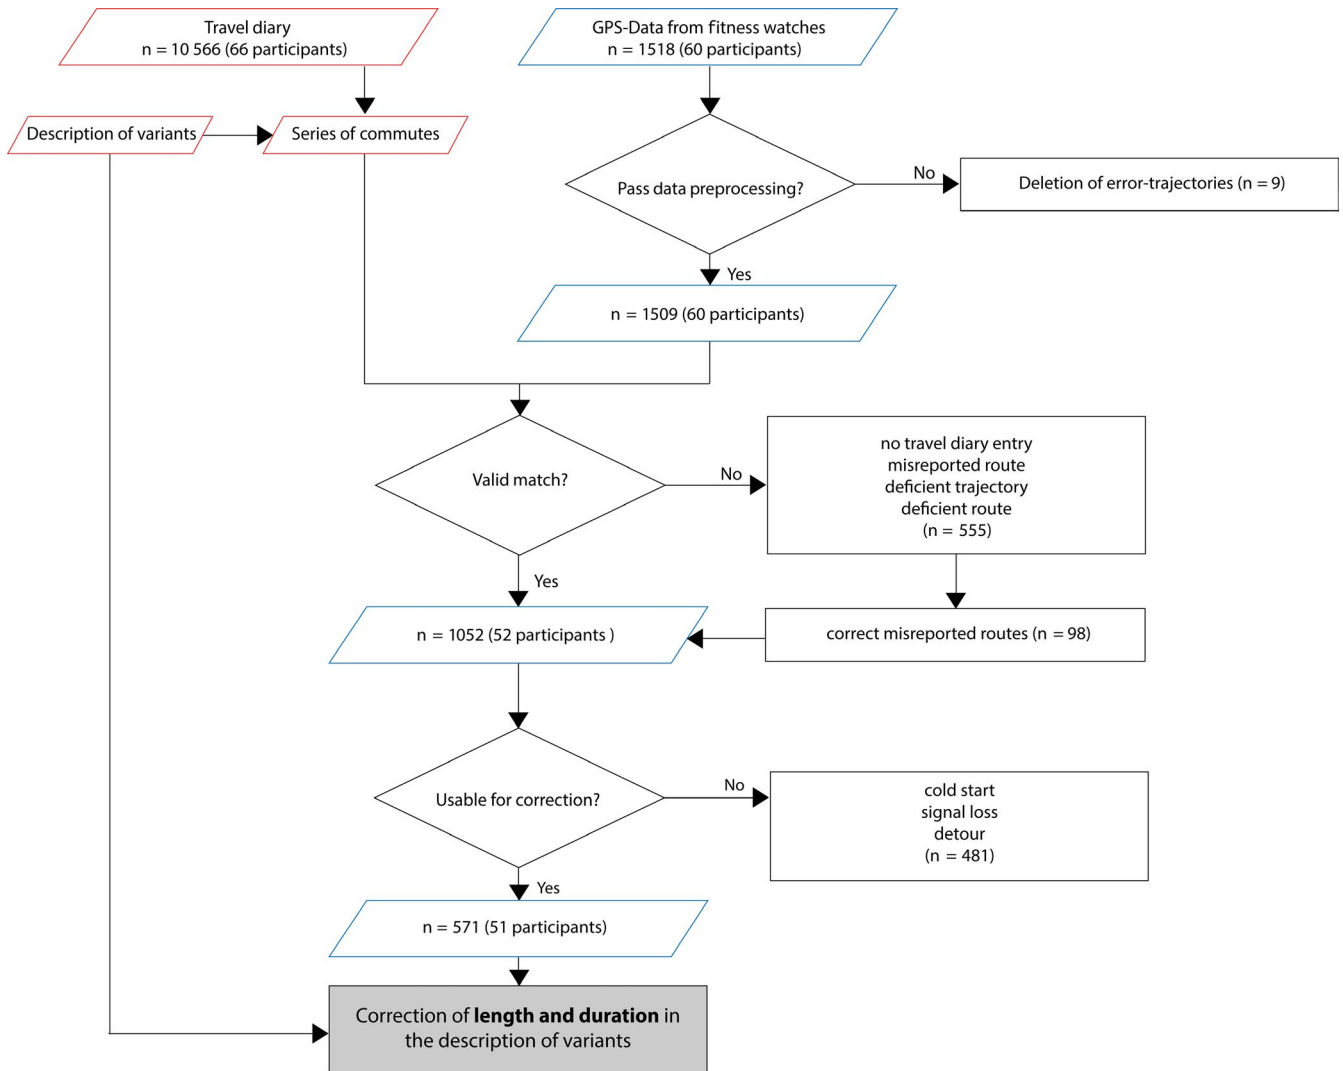 Travel diary
n = 10 566 (66 participants)
GPS-Data from fitness watches
n = 1518 (60 participants)
Description of variants
Series of commutes
Pass data preprocessing?
No
Deletion of error-trajectories (n = 9)
Yes
n = 1509 (60 participants)
Valid match?
No
no travel diary entry
misreported route
deficient trajectory
deficient route
(n = 555)
Yes
n = 1052 (52 participants )
correct misreported routes (n = 98)
Usable for correction?
No
cold start
signal loss
detour
(n = 481)
Yes
n = 571 (51 participants)
Correction of length and duration in
the description of variants